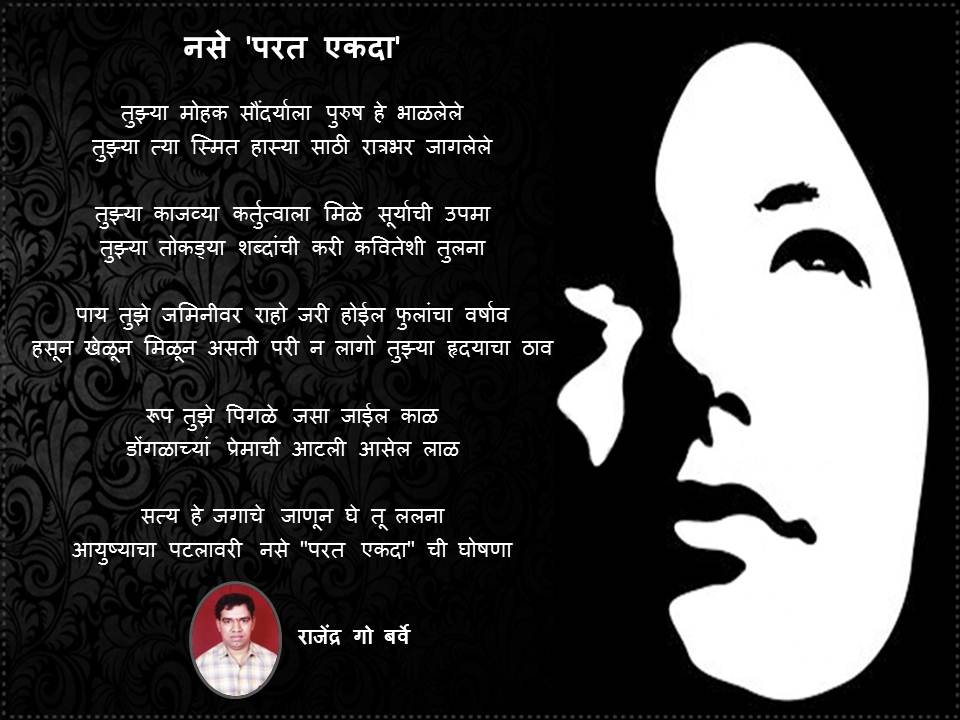 नसे 'परत एकदा'
तुझ्या मोहक सौंदर्याला पुरुष हे भाळलेले
तुझ्या त्या स्मित हास्या साठी रात्रभर जागलेले
तुझ्या काजव्या कर्तुत्वाला मिळे सूर्याची उपमा
तुझ्या तोकड्या शब्दांची करी कवितेशी तुलना
पाय तुझे जमिनीवर राहो जरी होईल फुलांचा वर्षाव
हसून खेळून मिळून असती परी न लागो तुझ्या हृदयाचा ठाव
रूप तुझे पिगळे जसा जाईल काळ
डोंगळाच्यां प्रेमाची आटली आसेल लाळ
सत्य हे जगाचे जाणून घे तू ललना
आयुष्याचा पटलावरी नसे "परत एकदा" ची घोषणा
राजेंद्र गो बर्वे